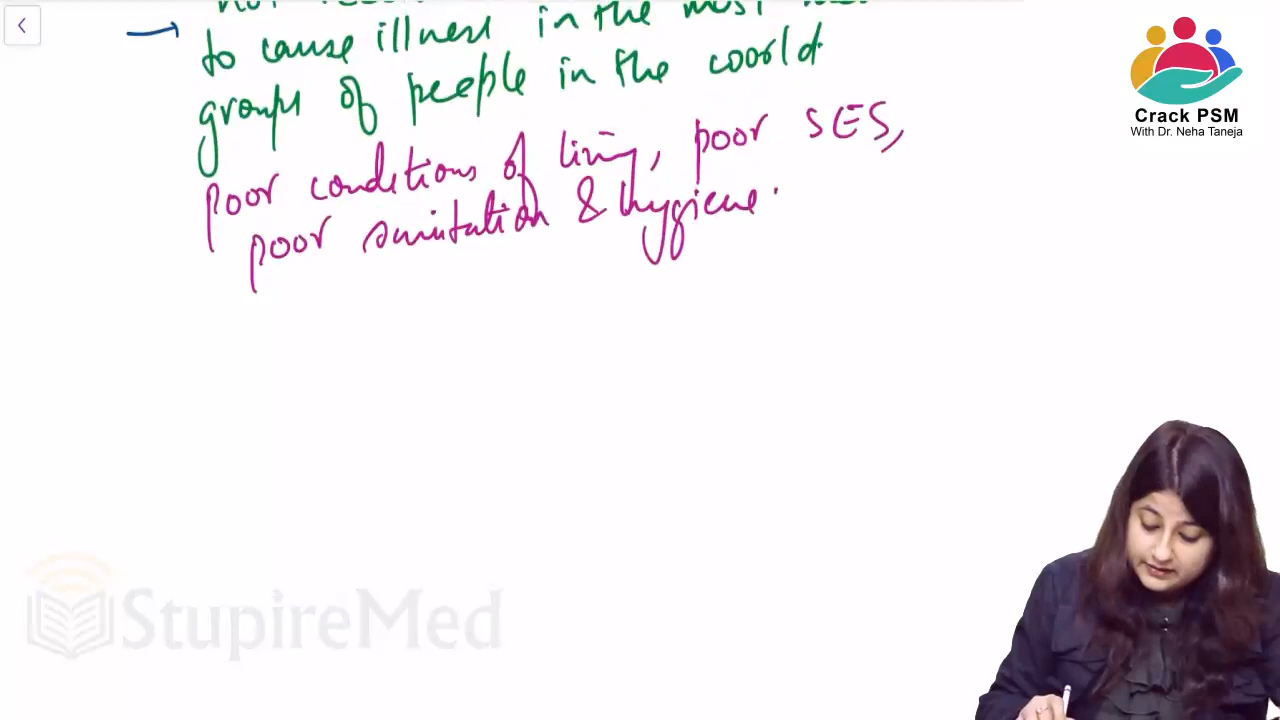 to cause illness in the most
groups of people in the world.
poor conditions of living, poor SES,
poor sanitation & hygiene.
Crack PSM
With Dr. Neha Taneja
StupireMed